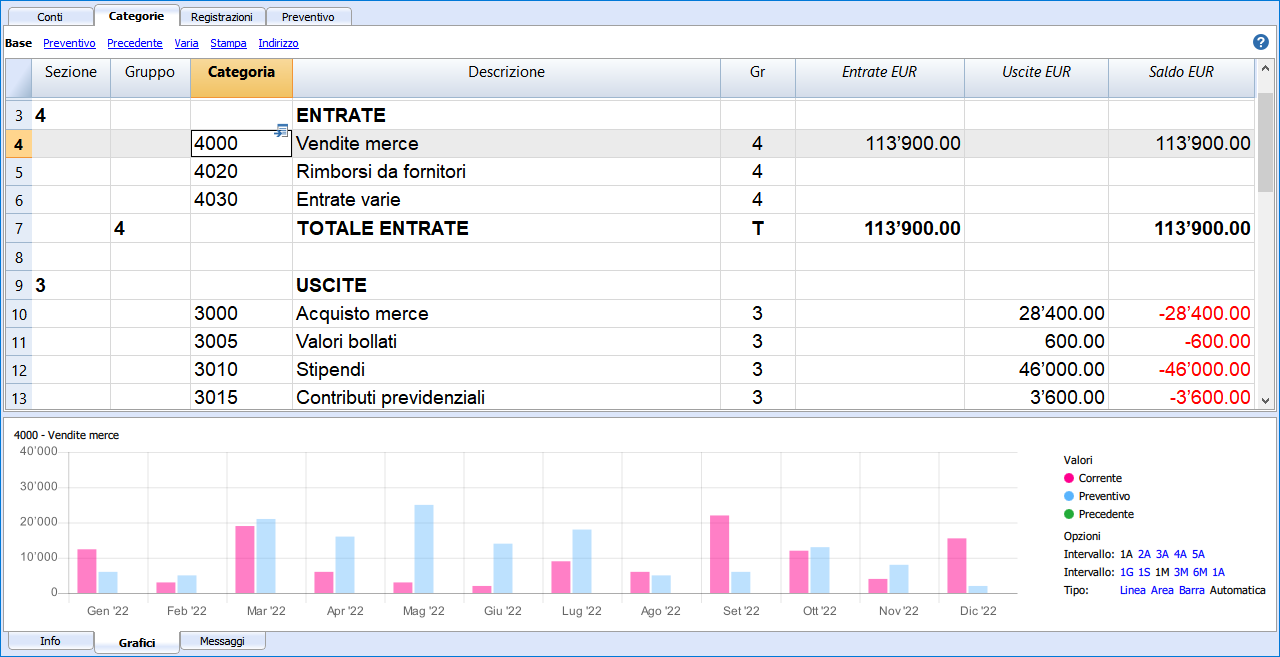 Conti Categorie Registrazioni Preventivo
Base Preventivo Precedente Varia Stampa Indirizzo ?
Sezione Gruppo Categoria Descrizione Gr Entrate EUR Uscite EUR Saldo EUR
3 4 ENTRATE
4 4000 Vendite merce 4 113’900.00 113’900.00
5 4020 Rimborsi da fornitori 4
6 4030 Entrate varie 4
7 4 TOTALE ENTRATE T 113’900.00 113’900.00
8
9 3 USCITE
10 3000 Acquisto merce 3 28’400.00 -28’400.00
11 3005 Valori bollati 3 600.00 -600.00
12 3010 Stipendi 3 46’000.00 -46’000.00
13 3015 Contributi previdenziali 3 3’600.00 -3’600.00
4000 - Vendite merce
40'000
30'000
20'000
10'000
0
Gen '22 Feb '22 Mar '22 Apr '22 Mag '22 Giu '22 Lug '22 Ago '22 Set '22 Ott '22 Nov '22 Dic '22
Valori
Corrente
Preventivo
Precedente
Opzioni
Intervallo: 1A 2A 3A 4A 5A
Intervallo: 1G 1S 1M 3M 6M 1A
Tipo: Linea Area Barra Automatica
Info Grafici Messaggi